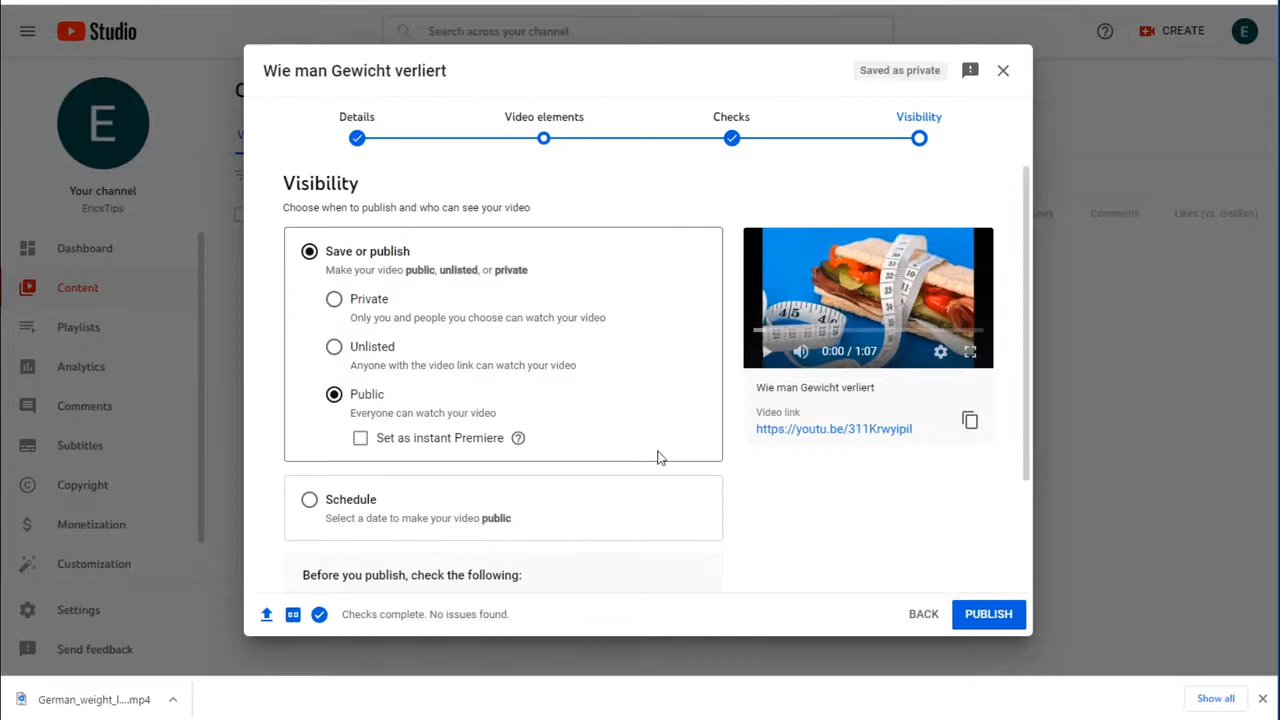 Studio
Search across your channel
CREATE
E
Wie man Gewicht verliert
Saved as private
Details
Video elements
Checks
Visibility
E
Your channel
EricsTips
Dashboard
Content
Playlists
Analytics
Comments
Subtitles
Copyright
Monetization
Customization
Settings
Send feedback
Visibility
Choose when to publish and who can see your video
Save or publish
Make your video public, unlisted, or private
Private
Only you and people you choose can watch your video
Unlisted
Anyone with the video link can watch your video
Public
Everyone can watch your video
Set as instant Premiere
Schedule
Select a date to make your video public
Before you publish, check the following:
0:00 / 1:07
Wie man Gewicht verliert
Video link
https://youtu.be/311KrwyipiI
Comments
Likes (vs. dislikes)
Checks complete. No issues found.
BACK
PUBLISH
German_weight_l....mp4
Show all